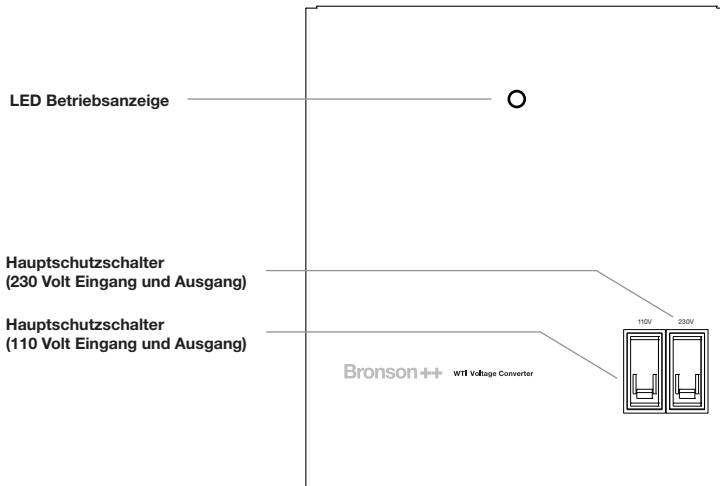 LED Betriebsanzeige
Hauptschutzschalter
(230 Volt Eingang und Ausgang)
Hauptschutzschalter
(110 Volt Eingang und Ausgang)
110V 230V
Bronson++ WTI Voltage Converter